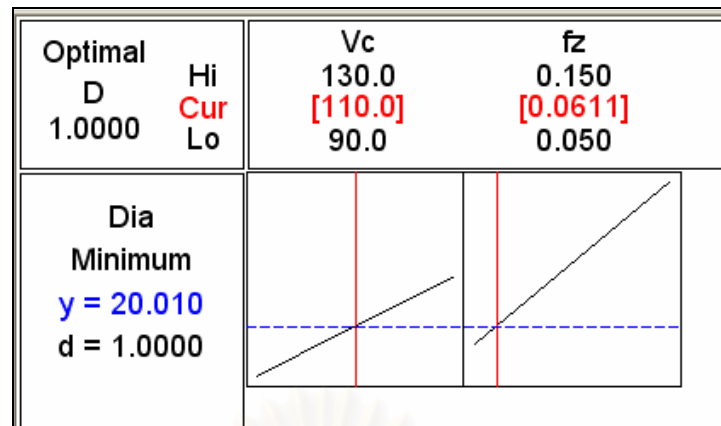 Optimal
D
1.0000
Hi
Cur
Lo
Vc
130.0
[110.0]
90.0
fz
0.150
[0.0611]
0.050
Dia
Minimum
y = 20.010
d = 1.0000